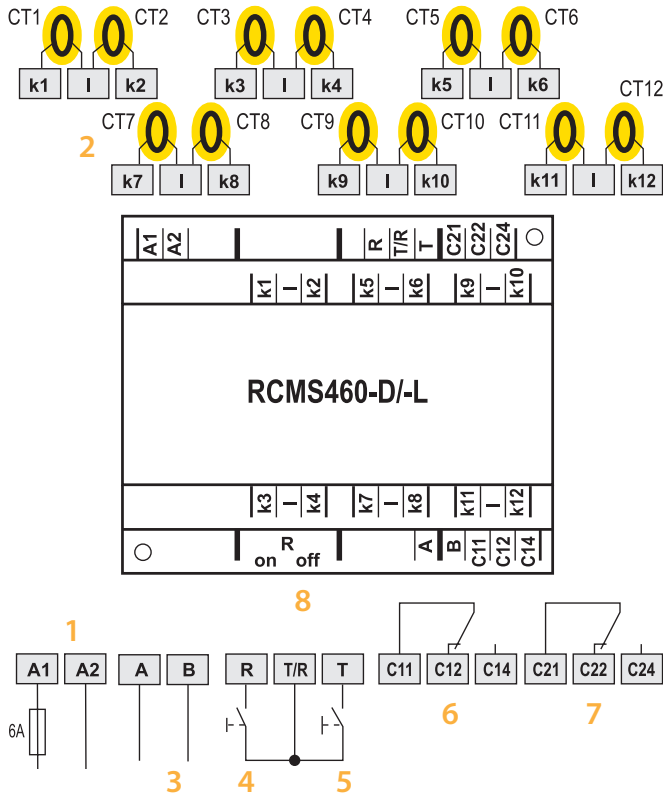 CT1 CT2 CT3 CT4 CT5 CT6
k1 l k2 k3 l k4 k5 l k6
CT12
2 CT7 CT8 CT9 CT10 CT11
k7 l k8 k9 l k10 k11 l k12
A1 A2 R T/R T C21 C22 C24
k1 l k2 k5 l k6 k9 l k10
RCMS460-D/-L
k3 l k4 k7 l k8 k11 l k12
on R off A B C11 C12 C14
8
1
A1 A2 A B R T/R T C11 C12 C14 C21 C22 C24
6 7
6A
3 4 5